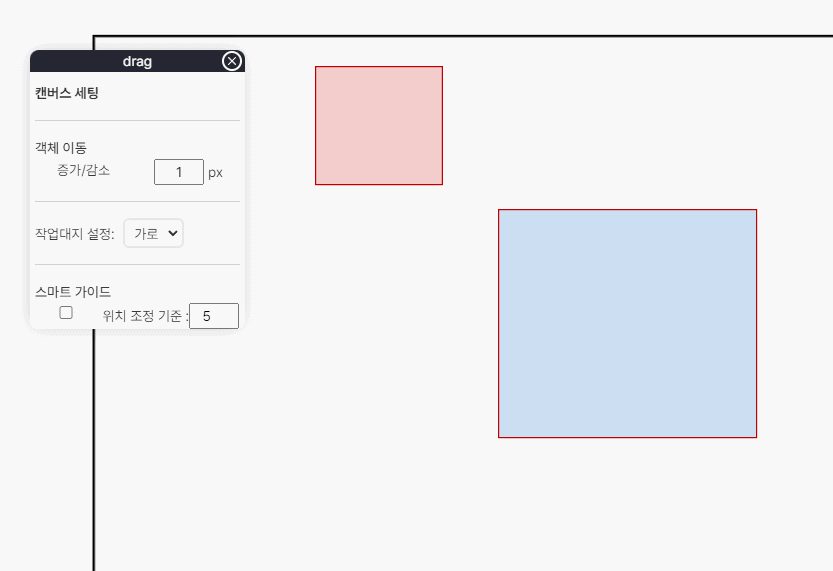 drag
캔버스 세팅
객체 이동
증가/감소 1 px
작업대지 설정: 가로
스마트 가이드
위치 조정 기준 : 5